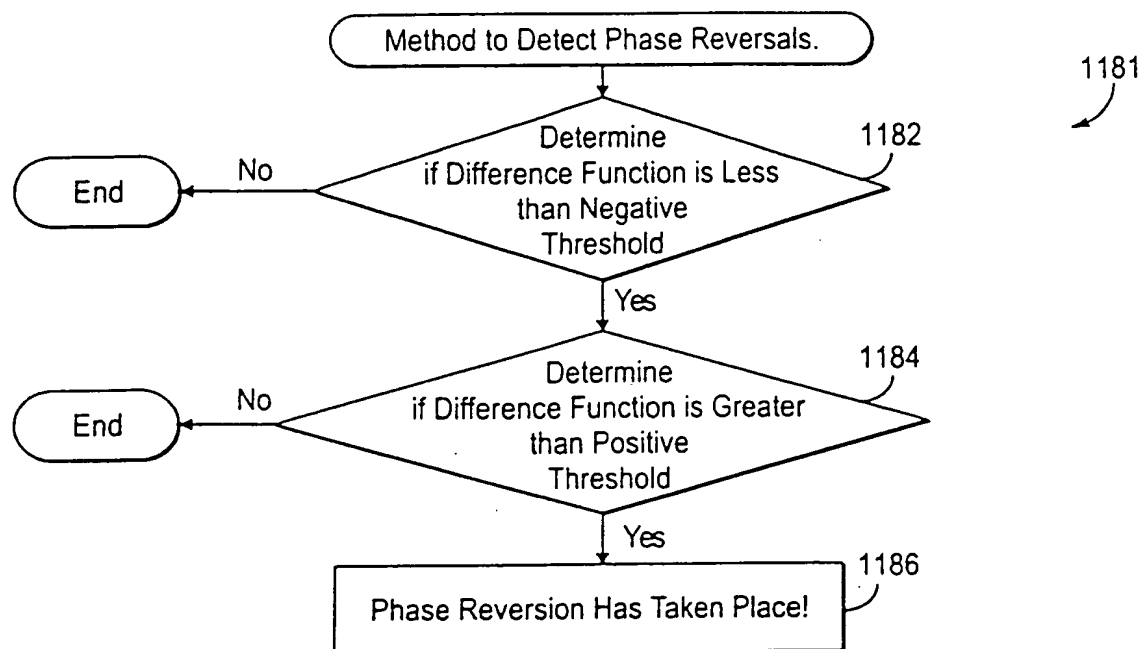 Method to Detect Phase Reversals.
1181
Determine
if Difference Function is Less
than Negative
Threshold
1182
No
End
Yes
Determine
if Difference Function is Greater
than Positive
Threshold
1184
No
End
Yes
Phase Reversion Has Taken Place!
1186